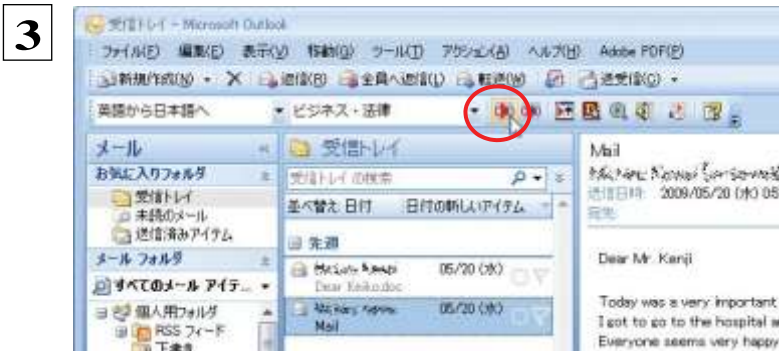 3
受信トレイ - Microsoft Outlook
ファイル(F) 編集(E) 表示(V) 移動(G) ツール(T) アクション(A) ヘルプ(H) Adobe PDF(P)
新規作成(N) 返信(R) 全員へ返信(L) 転送(W) 送受信(C)
英語から日本語へ ビジネス・法律
メール 受信トレイ Mail
お気に入りフォルダ 受信トレイ の検索
受信トレイ 並べ替え: 日付 日付の新しいアイテム 送信日時: 2009/05/20 (水) 05
未読のメール 宛先:
送信済みアイテム 先週
メール フォルダ 05/20 (水) Dear Mr. Kenji
すべてのメール アイテ... Dear Keiko.doc
個人用フォルダ 05/20 (水) Today was a very important
RSS フィード Mail I got to go to the hospital
下書き Everyone seems very happy